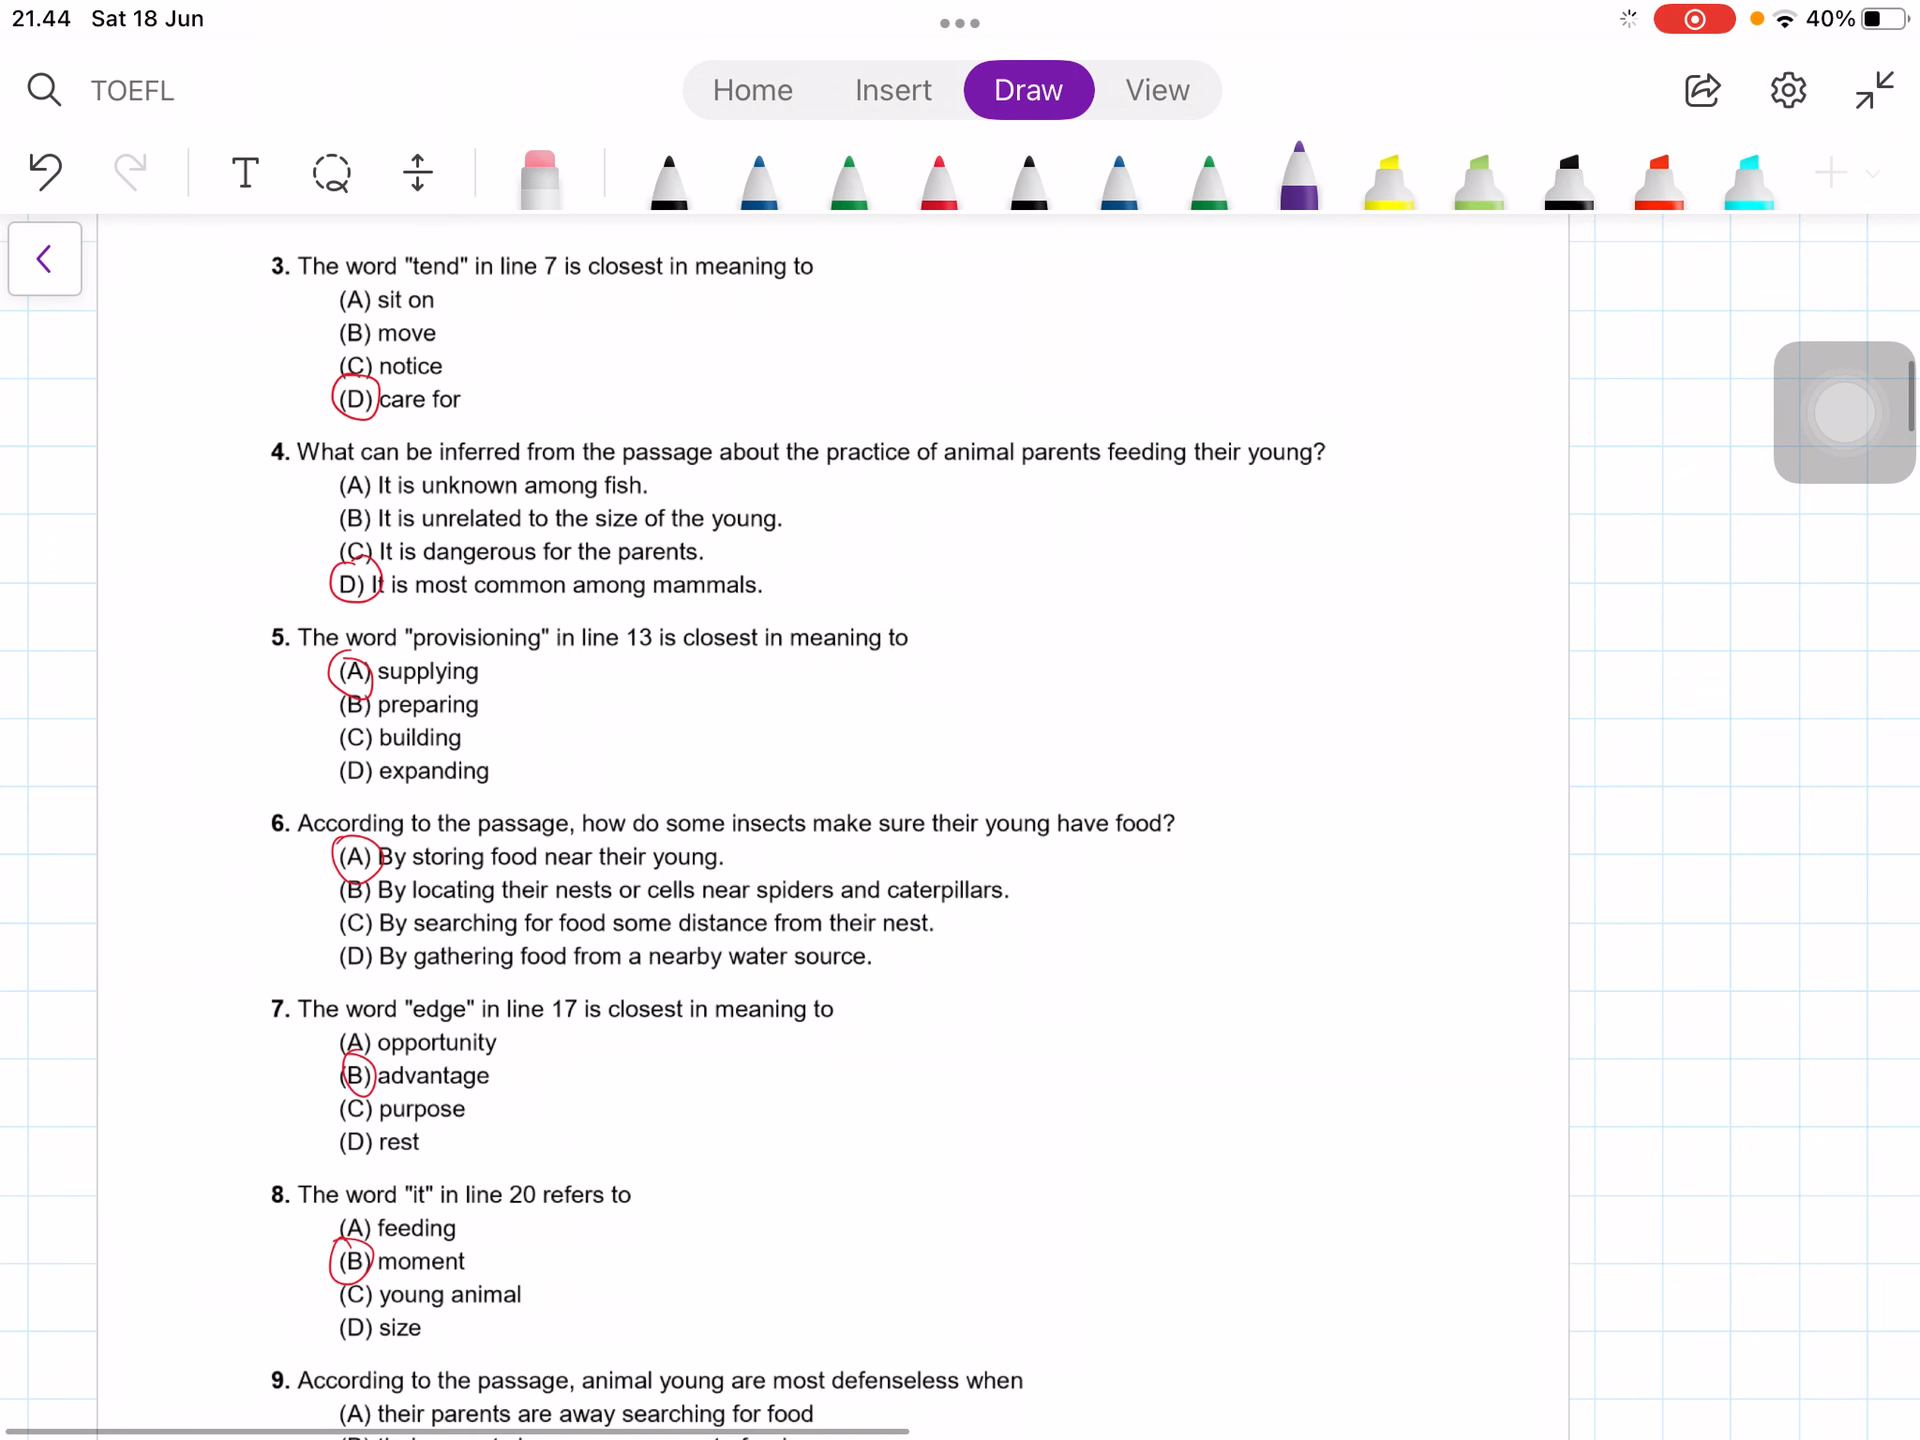 21.44 Sat 18 Jun
40%
TOEFL
Home Insert Draw View
T
3. The word "tend" in line 7 is closest in meaning to
(A) sit on
(B) move
(C) notice
(D) care for
4. What can be inferred from the passage about the practice of animal parents feeding their young?
(A) It is unknown among fish.
(B) It is unrelated to the size of the young.
(C) It is dangerous for the parents.
D) It is most common among mammals.
5. The word "provisioning" in line 13 is closest in meaning to
(A) supplying
(B) preparing
(C) building
(D) expanding
6. According to the passage, how do some insects make sure their young have food?
(A) By storing food near their young.
(B) By locating their nests or cells near spiders and caterpillars.
(C) By searching for food some distance from their nest.
(D) By gathering food from a nearby water source.
7. The word "edge" in line 17 is closest in meaning to
(A) opportunity
(B) advantage
(C) purpose
(D) rest
8. The word "it" in line 20 refers to
(A) feeding
(B) moment
(C) young animal
(D) size
9. According to the passage, animal young are most defenseless when
(A) their parents are away searching for food